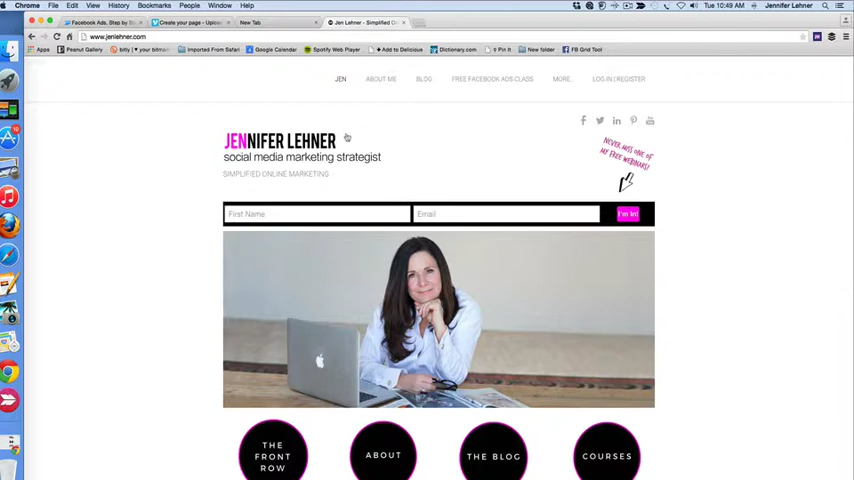 Chrome File Edit View History Bookmarks People Window Help Tue 10:49 AM Jennifer Lehner
Facebook Ads, Step by St Create your page - Upload New Tab Jen Lehner - Simplified O
www.jenlehner.com
Apps Peanut Gallery bitly | your bitmar Imported From Safari Google Calendar Spotify Web Player Add to Delicious Dictionary.com Pin It New folder FB Grid Tool
JEN ABOUT ME BLOG FREE FACEBOOK ADS CLASS MORE... LOG IN | REGISTER
JENNIFER LEHNER
social media marketing strategist
SIMPLIFIED ONLINE MARKETING
NEVER MISS ONE OF
MY FREE WEBINARS!
First Name Email I'm in!
THE
FRONT
ROW
ABOUT
THE BLOG
COURSES